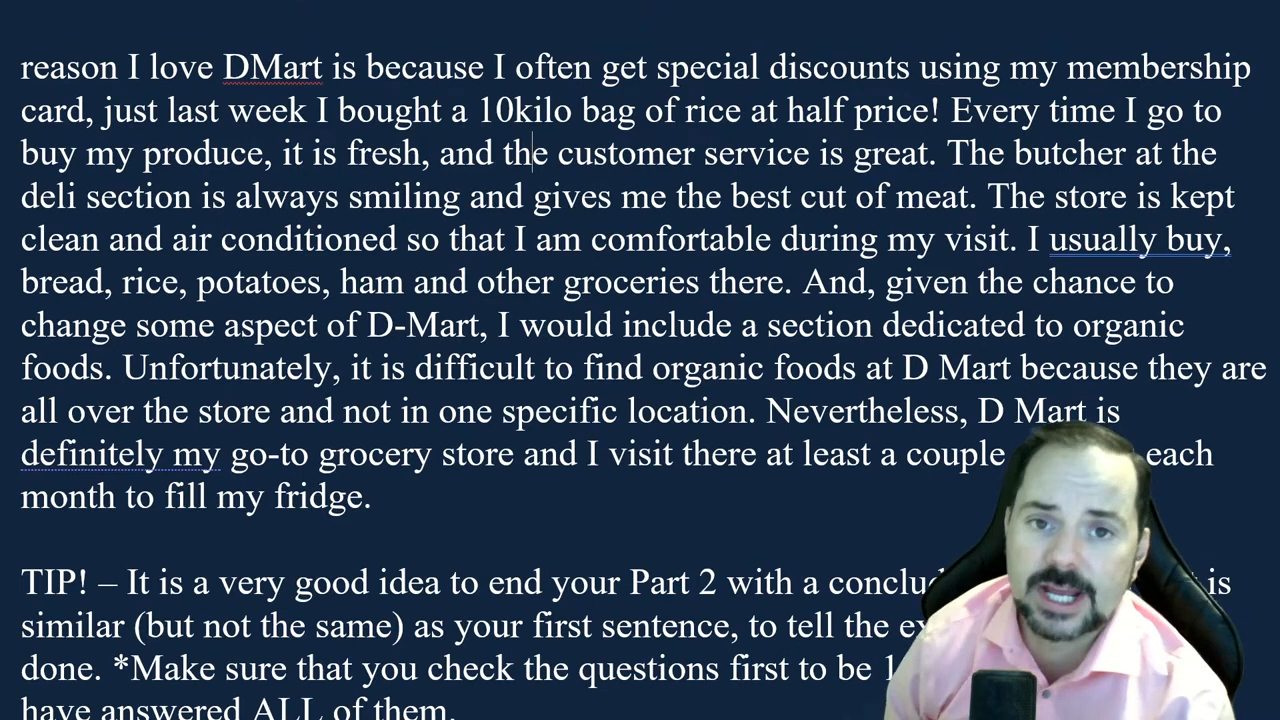 reason I love DMart is because I often get special discounts using my membership
card, just last week I bought a 10kilo bag of rice at half price! Every time I go to
buy my produce, it is fresh, and the customer service is great. The butcher at the
deli section is always smiling and gives me the best cut of meat. The store is kept
clean and air conditioned so that I am comfortable during my visit. I usually buy,
bread, rice, potatoes, ham and other groceries there. And, given the chance to
change some aspect of D-Mart, I would include a section dedicated to organic
foods. Unfortunately, it is difficult to find organic foods at D Mart because they are
all over the store and not in one specific location. Nevertheless, D Mart is
definitely my go-to grocery store and I visit there at least a couple each
month to fill my fridge.
TIP! – It is a very good idea to end your Part 2 with a is
similar (but not the same) as your first sentence, to tell the
done. *Make sure that you check the questions first to be
have answered ALL of them.